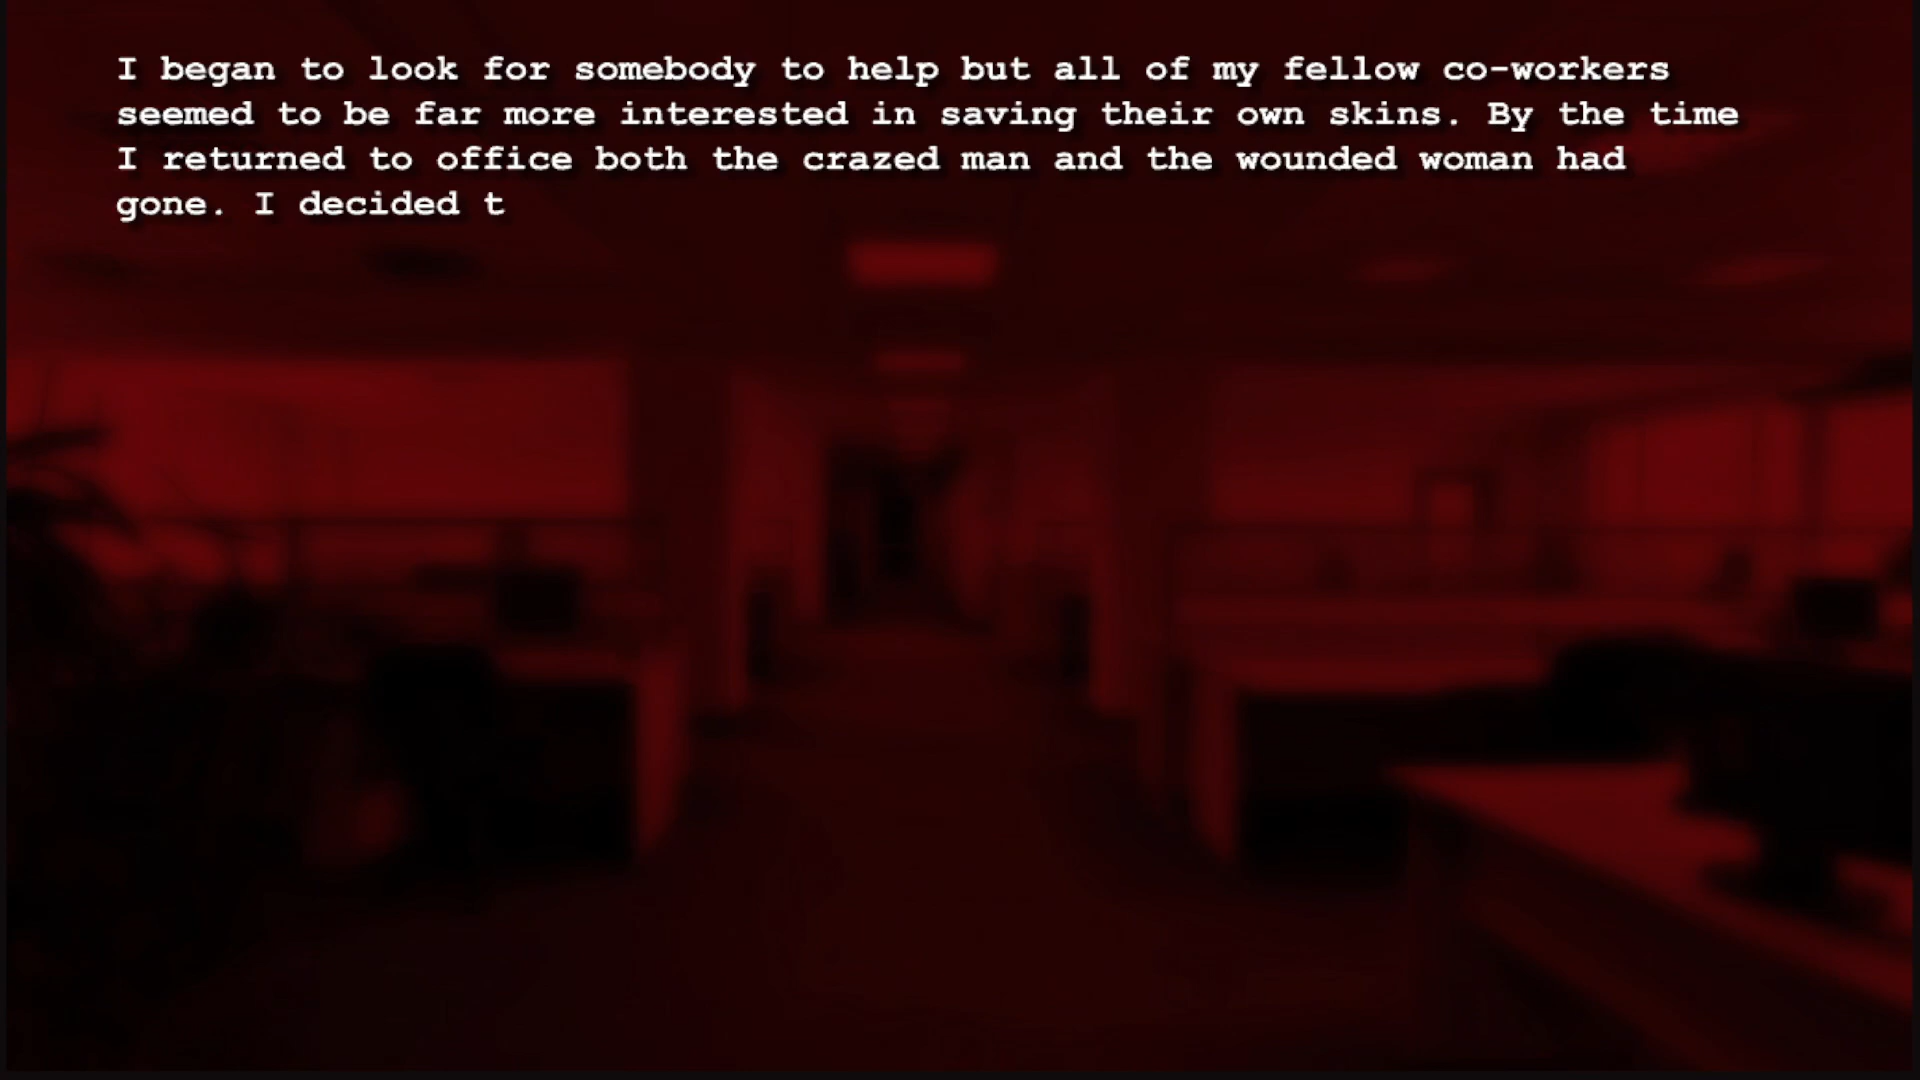 I began to look for somebody to help but all of my fellow co-workers
seemed to be far more interested in saving their own skins. By the time
I returned to office both the crazed man and the wounded woman had
gone. I decided t